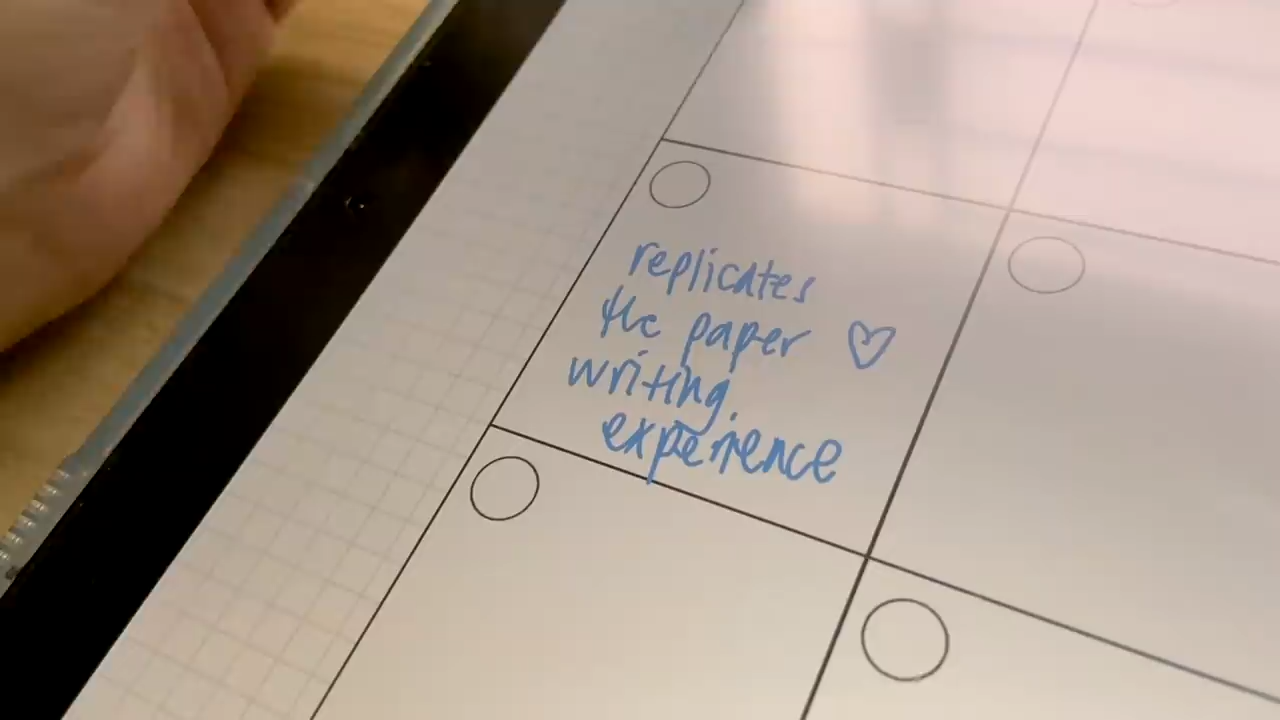 replicates
the paper ♡
writing
experience